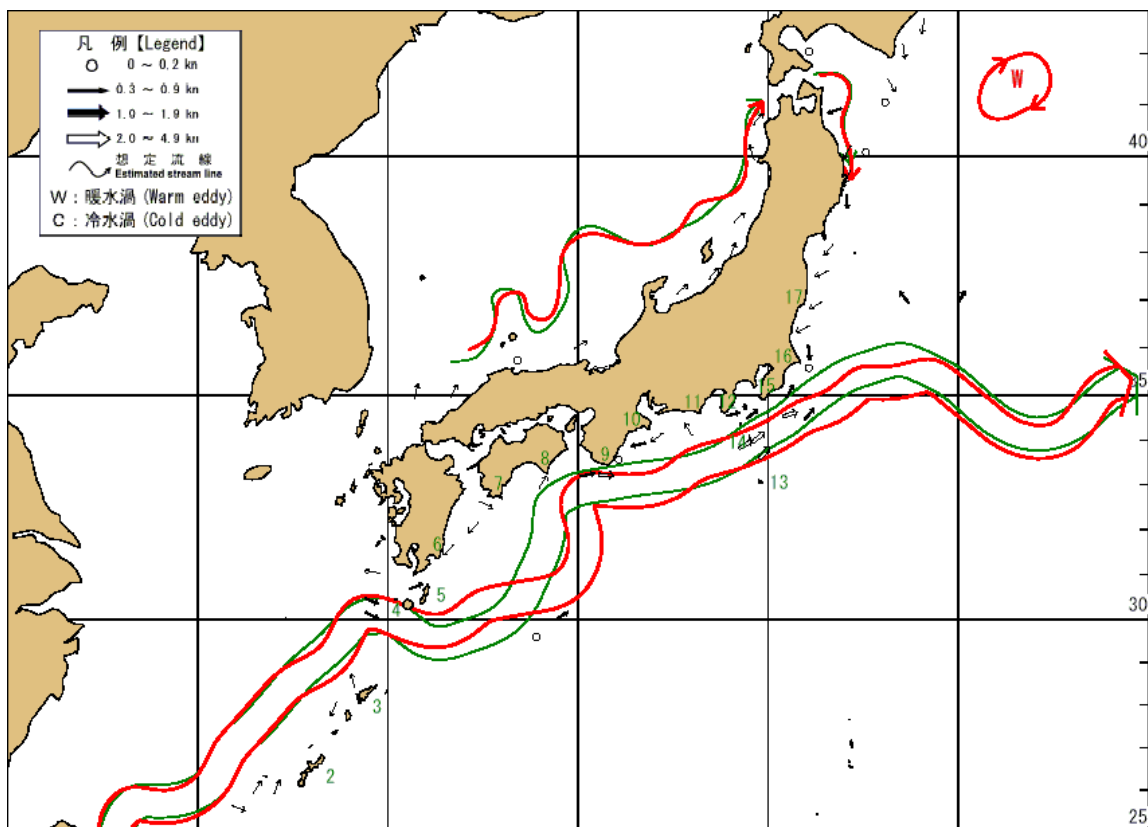 凡 例【Legend】
0 ~ 0.2 kn
0.3 ~ 0.9 kn
1.0 ~ 1.9 kn
2.0 ~ 4.9 kn
想 定 流 線
Estimated stream line
W : 暖水渦 (Warm eddy)
C : 冷水渦 (Cold eddy)
W
40
17
16
35
15
12
11
10
14
9
8
7
13
6
5
4
30
3
2
25